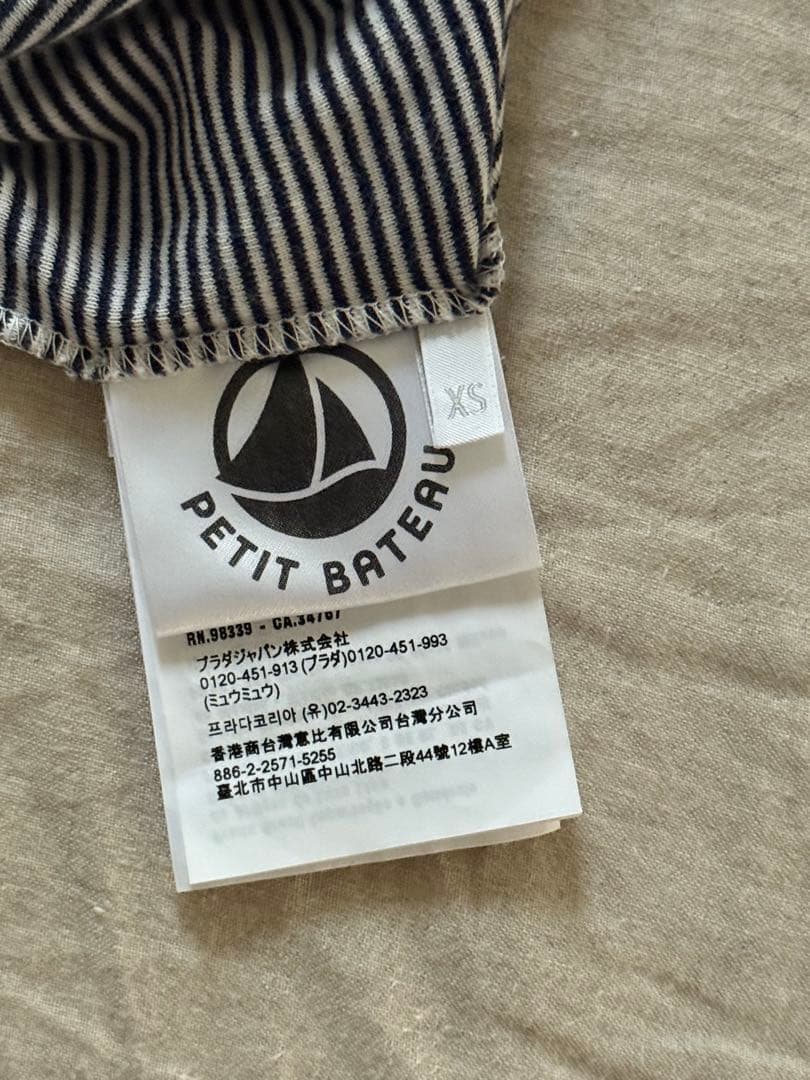 XS
PETIT BATEAU
RN.98339 - CA.34767
プラダジャパン株式会社
0120-451-913 (プラダ)0120-451-993
(ミュウミュウ)
프라다코리아 (유)02-3443-2323
香港商台灣惠比有限公司台灣分公司
886-2-2571-5255
臺北市中山區中山北路二段44號12樓A室